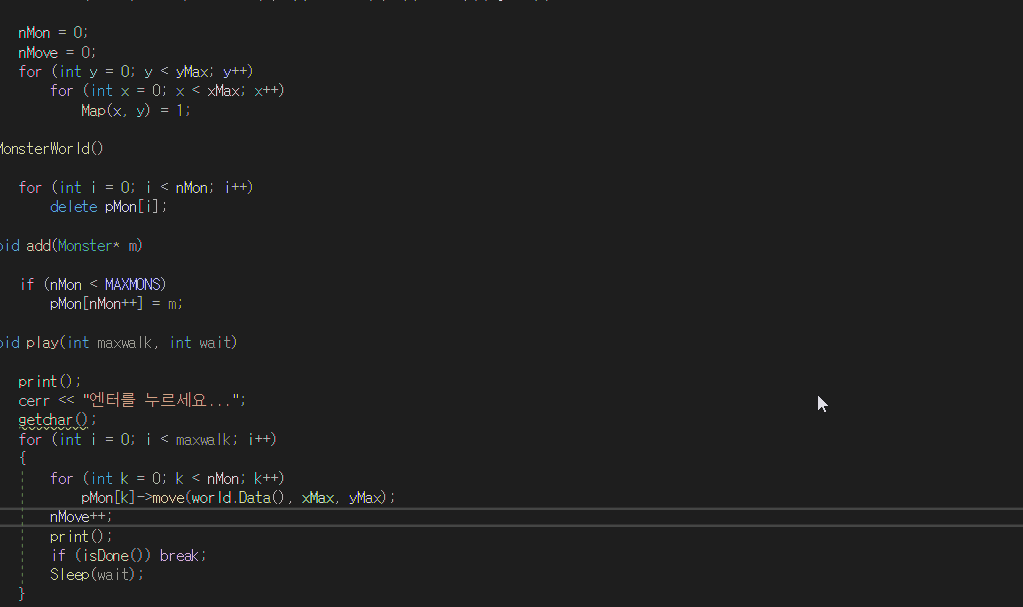 nMon = 0;
nMove = 0;
for (int y = 0; y < yMax; y++)
for (int x = 0; x < xMax; x++)
Map(x, y) = 1;
MonsterWorld()
for (int i = 0; i < nMon; i++)
delete pMon[i];
oid add(Monster* m)
if (nMon < MAXMONS)
pMon[nMon++] = m;
oid play(int maxwalk, int wait)
print();
cerr << "엔터를 누르세요...";
getchar();
for (int i = 0; i < maxwalk; i++)
{
for (int k = 0; k < nMon; k++)
pMon[k]->move(world.Data(), xMax, yMax);
nMove++;
print();
if (isDone()) break;
Sleep(wait);
}